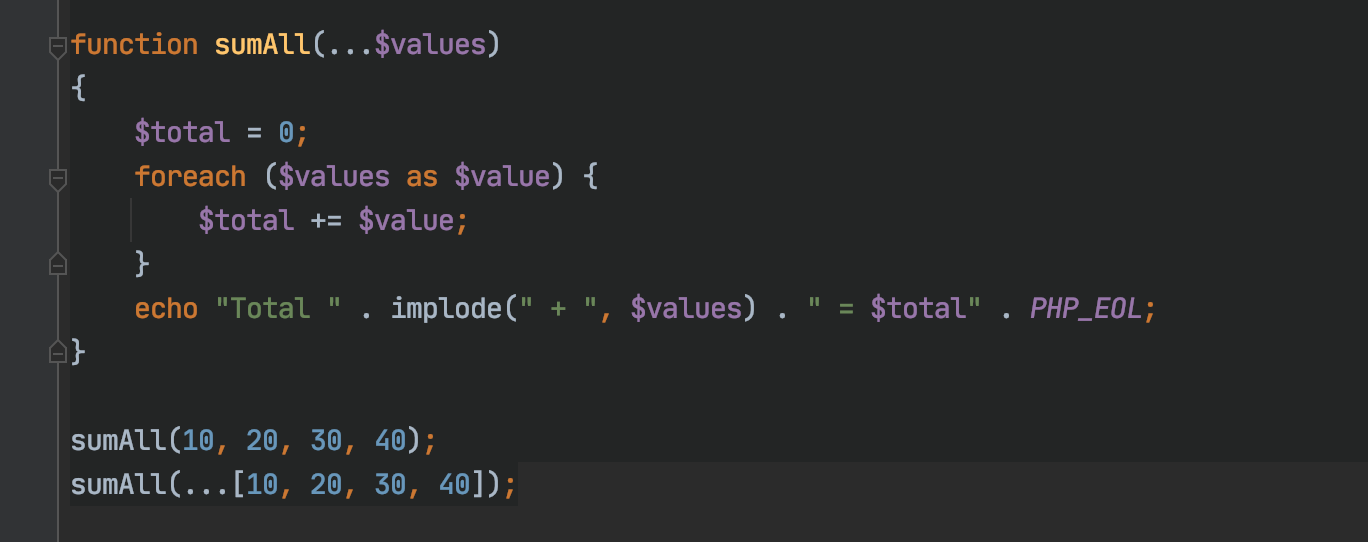 function sumAll(...$values)
{
    $total = 0;
    foreach ($values as $value) {
        $total += $value;
    }
    echo "Total " . implode(" + ", $values) . " = $total" . PHP_EOL;
}

sumAll(10, 20, 30, 40);
sumAll(...[10, 20, 30, 40]);